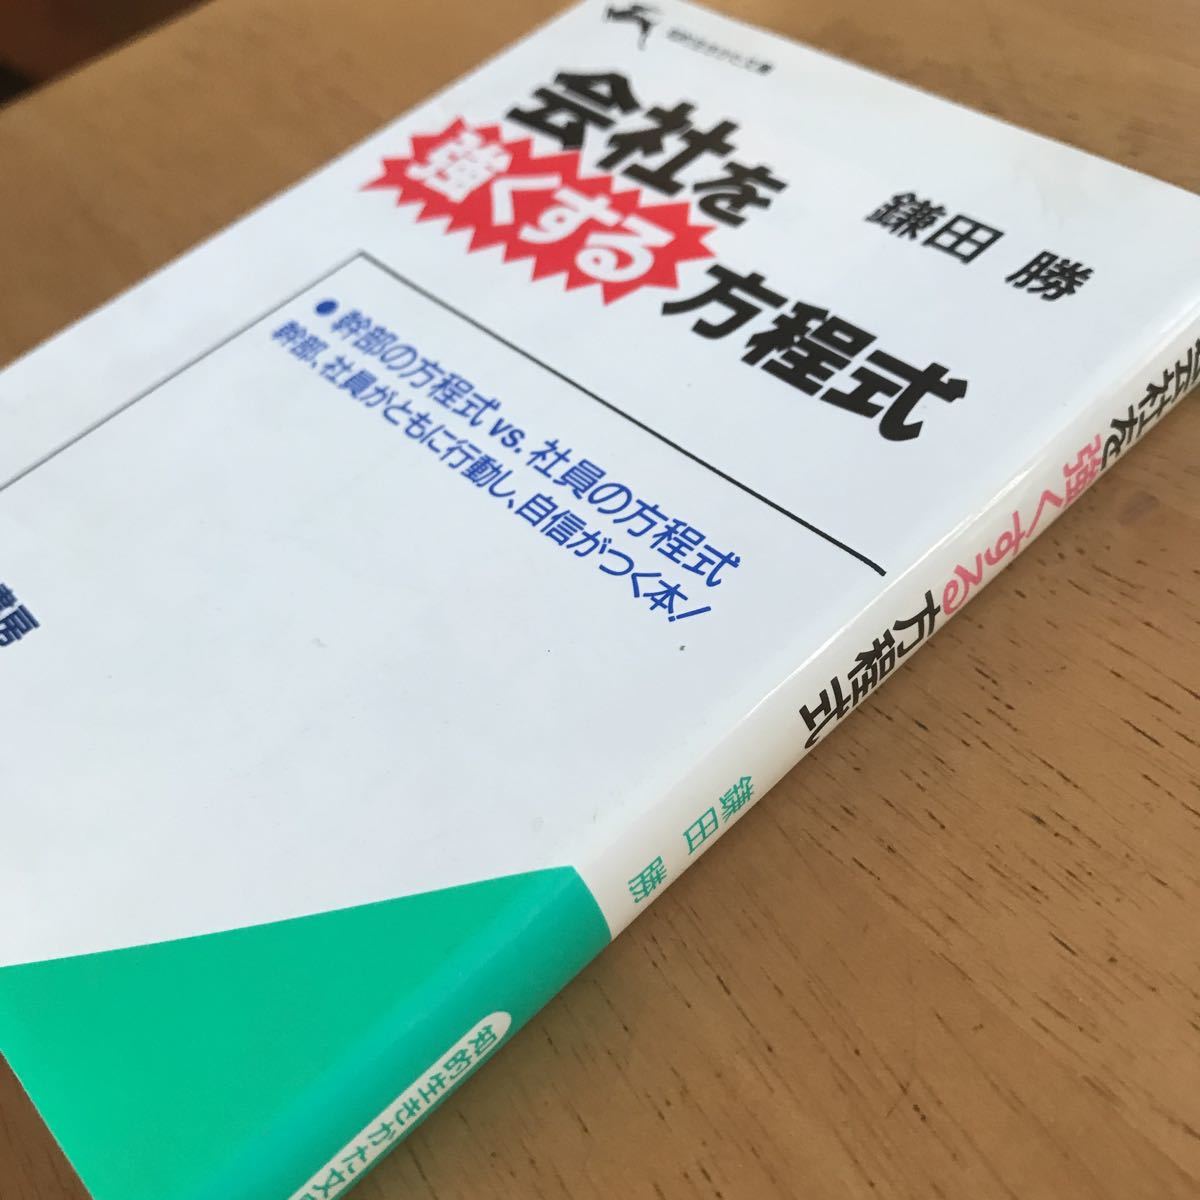 知的生きかた文庫
会社を
強くする
方程式
鎌田 勝
●幹部の方程式 vs. 社員の方程式
幹部、社員がともに行動し、自信がつく本!
書房
会社を強くする方程式
鎌田 勝
知的生きかた文